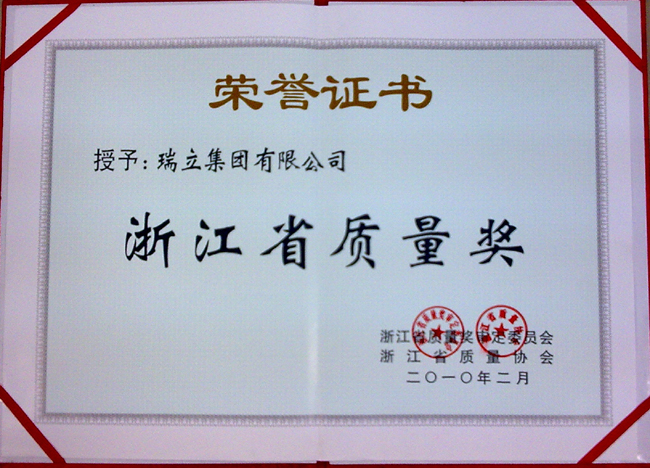 荣誉证书
授予：瑞立集团有限公司
浙江省质量奖
浙江省质量奖审定委员会
浙江省质量协会
二〇一〇年二月